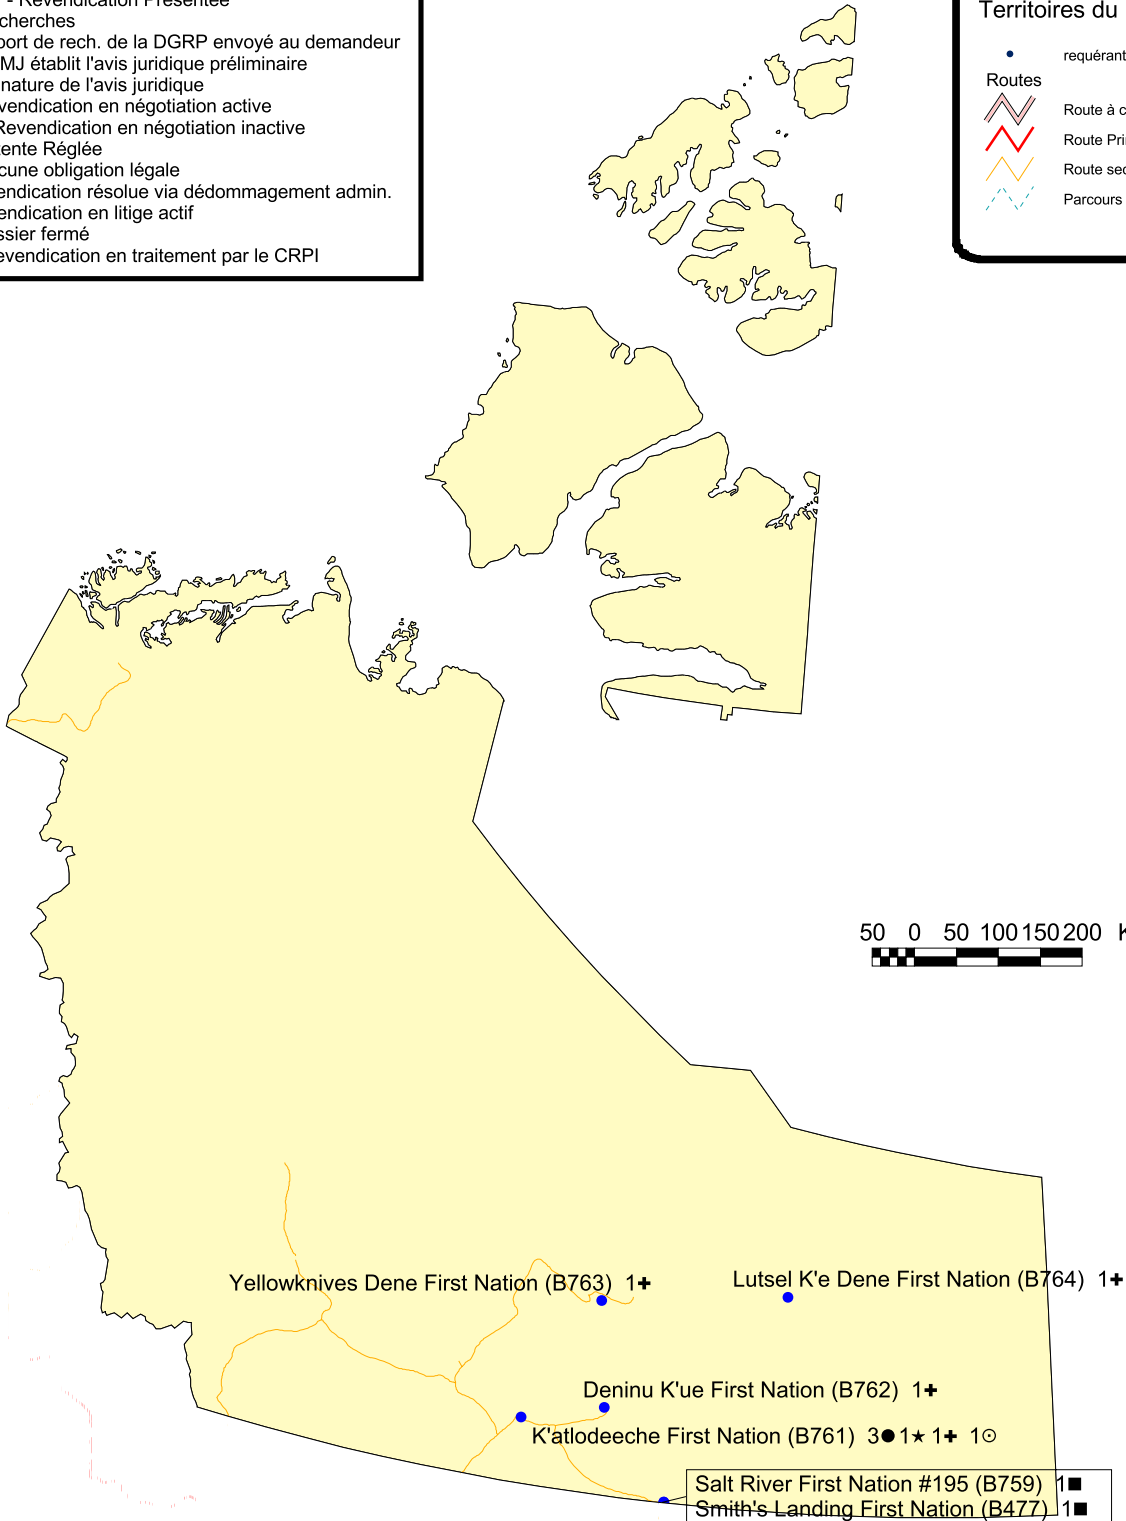 - Revendication Présentée
cherches
port de rech. de la DGRP envoyé au demandeur
MJ établit l'avis juridique préliminaire
nature de l'avis juridique
vendication en négotiation active
Revendication en négotiation inactive
tente Réglée
cune obligation légale
endication résolue via dédommagement admin.
endication en litige actif
ssier fermé
evendication en traitement par le CRPI
Territoires du
requérant
Routes
Route à c
Route Pri
Route sec
Parcours
50 0 50 100 150 200 K
Yellowknives Dene First Nation (B763) 1✚
Lutsel K'e Dene First Nation (B764) 1✚
Deninu K'ue First Nation (B762) 1✚
K'atlodeeche First Nation (B761) 3●1★1✚ 1☉
Salt River First Nation #195 (B759) 1■
Smith's Landing First Nation (B477) 1■